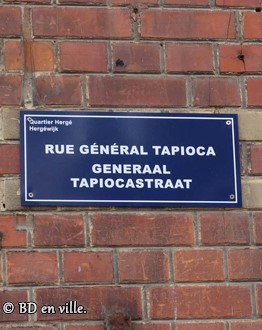 Quartier Hergé
Hergéwijk
RUE GÉNÉRAL TAPIOCA
GENERAAL
TAPIOCASTRAAT
© BD en ville.